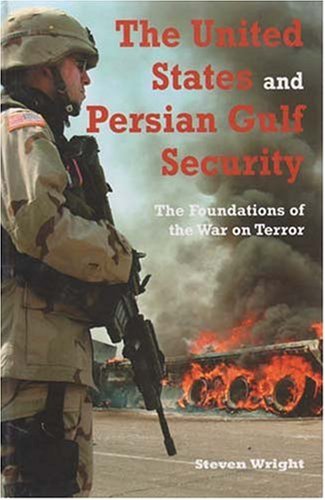 The United
States and
Persian Gulf
Security
The Foundations of
the War on Terror
Steven Wright